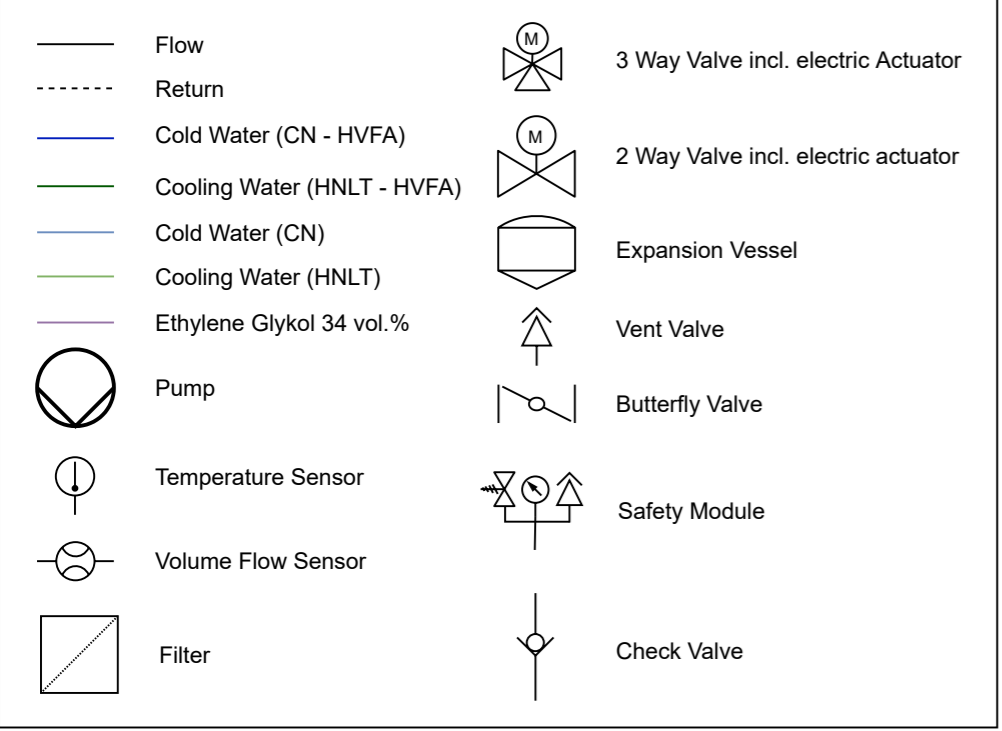 Flow
Return
Cold Water (CN - HVFA)
Cooling Water (HNLT - HVFA)
Cold Water (CN)
Cooling Water (HNLT)
Ethylene Glykol 34 vol.%
Pump
Temperature Sensor
Volume Flow Sensor
Filter
M
3 Way Valve incl. electric Actuator
M
2 Way Valve incl. electric actuator
Expansion Vessel
Vent Valve
Butterfly Valve
Safety Module
Check Valve